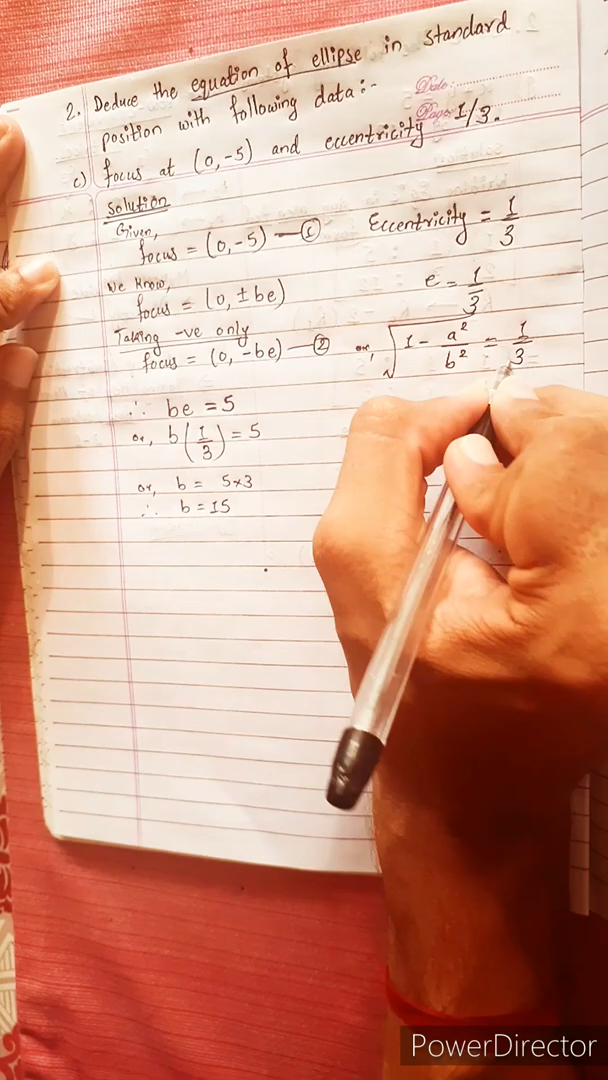 2. Deduce the equation of ellipse in standard
position with following data:-
Date:
Page:
c) focus at (0,-5) and eccentricity 1/3.
Solution
Given,
focus = (0,-5) — ①
We know,
focus = (0, ± be)
Taking -ve only
focus = (0, -be) — ②
∴ be = 5
or, b(1/3) = 5
or, b = 5×3
∴ b = 15
Eccentricity = 1/3
e = 1/3
or, √(1 - a²/b²) = 1/3
PowerDirector